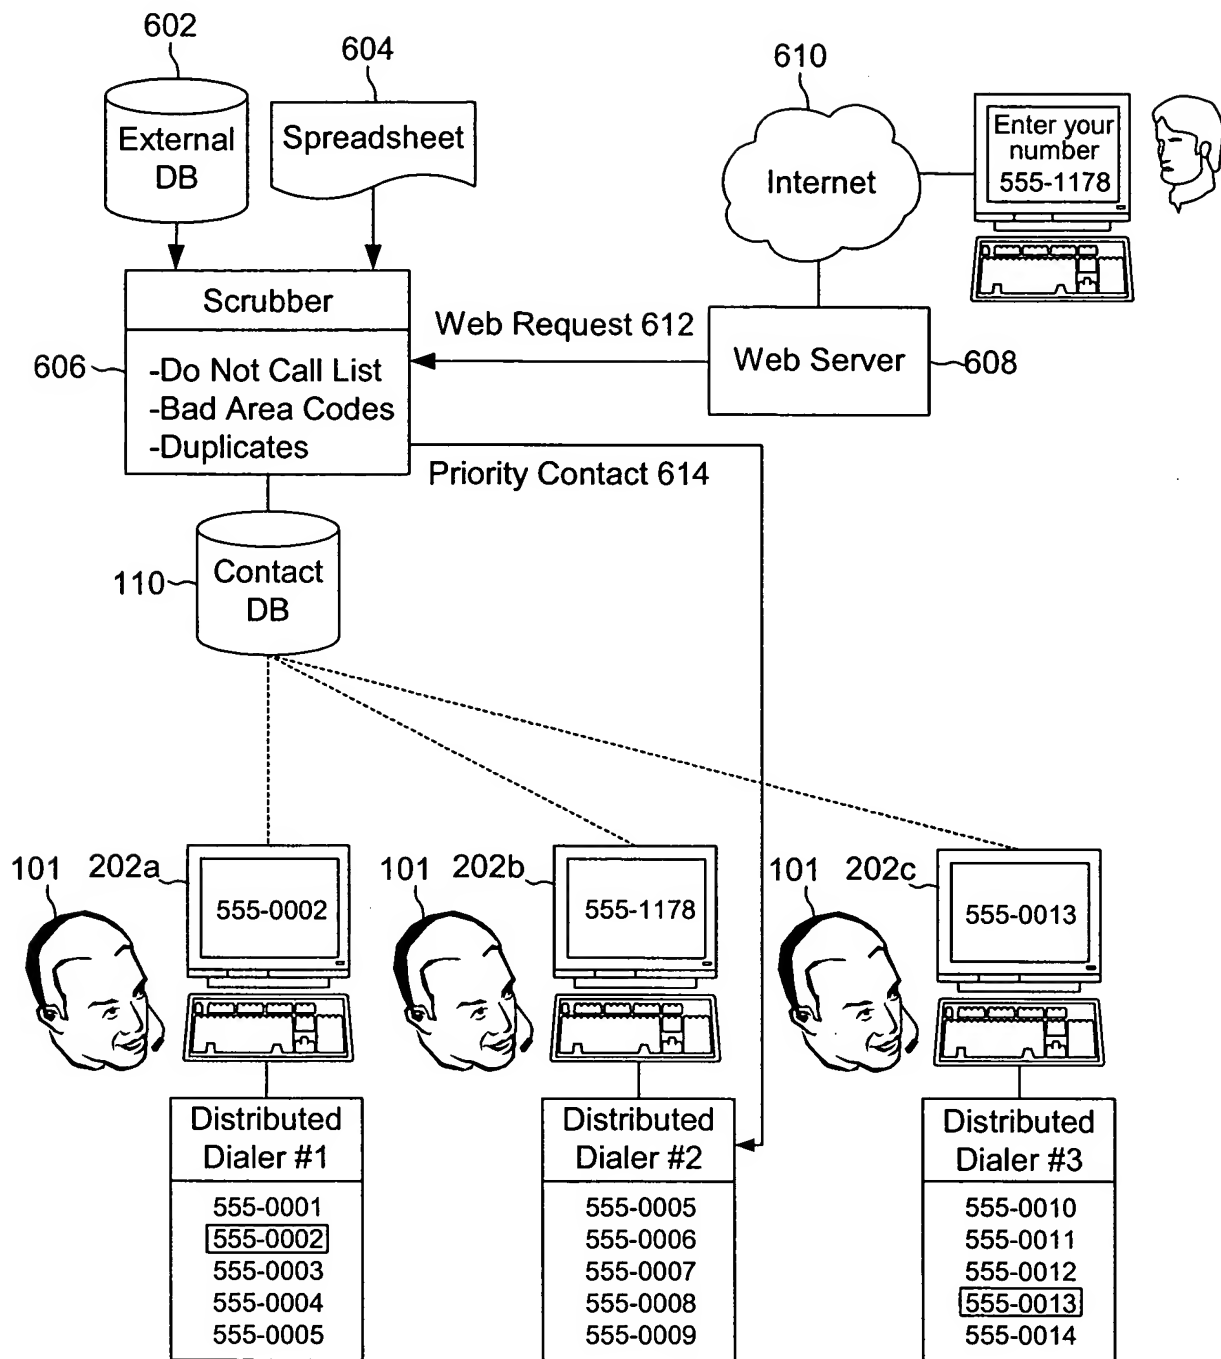 602
604
610
External
DB
Spreadsheet
Internet
Enter your
number
555-1178
Scrubber
-Do Not Call List
-Bad Area Codes
-Duplicates
606
Web Request 612
Web Server
608
Priority Contact 614
Contact
DB
110
101
202a
555-0002
101
202b
555-1178
101
202c
555-0013
Distributed
Dialer #1
555-0001
555-0002
555-0003
555-0004
555-0005
Distributed
Dialer #2
555-0005
555-0006
555-0007
555-0008
555-0009
Distributed
Dialer #3
555-0010
555-0011
555-0012
555-0013
555-0014